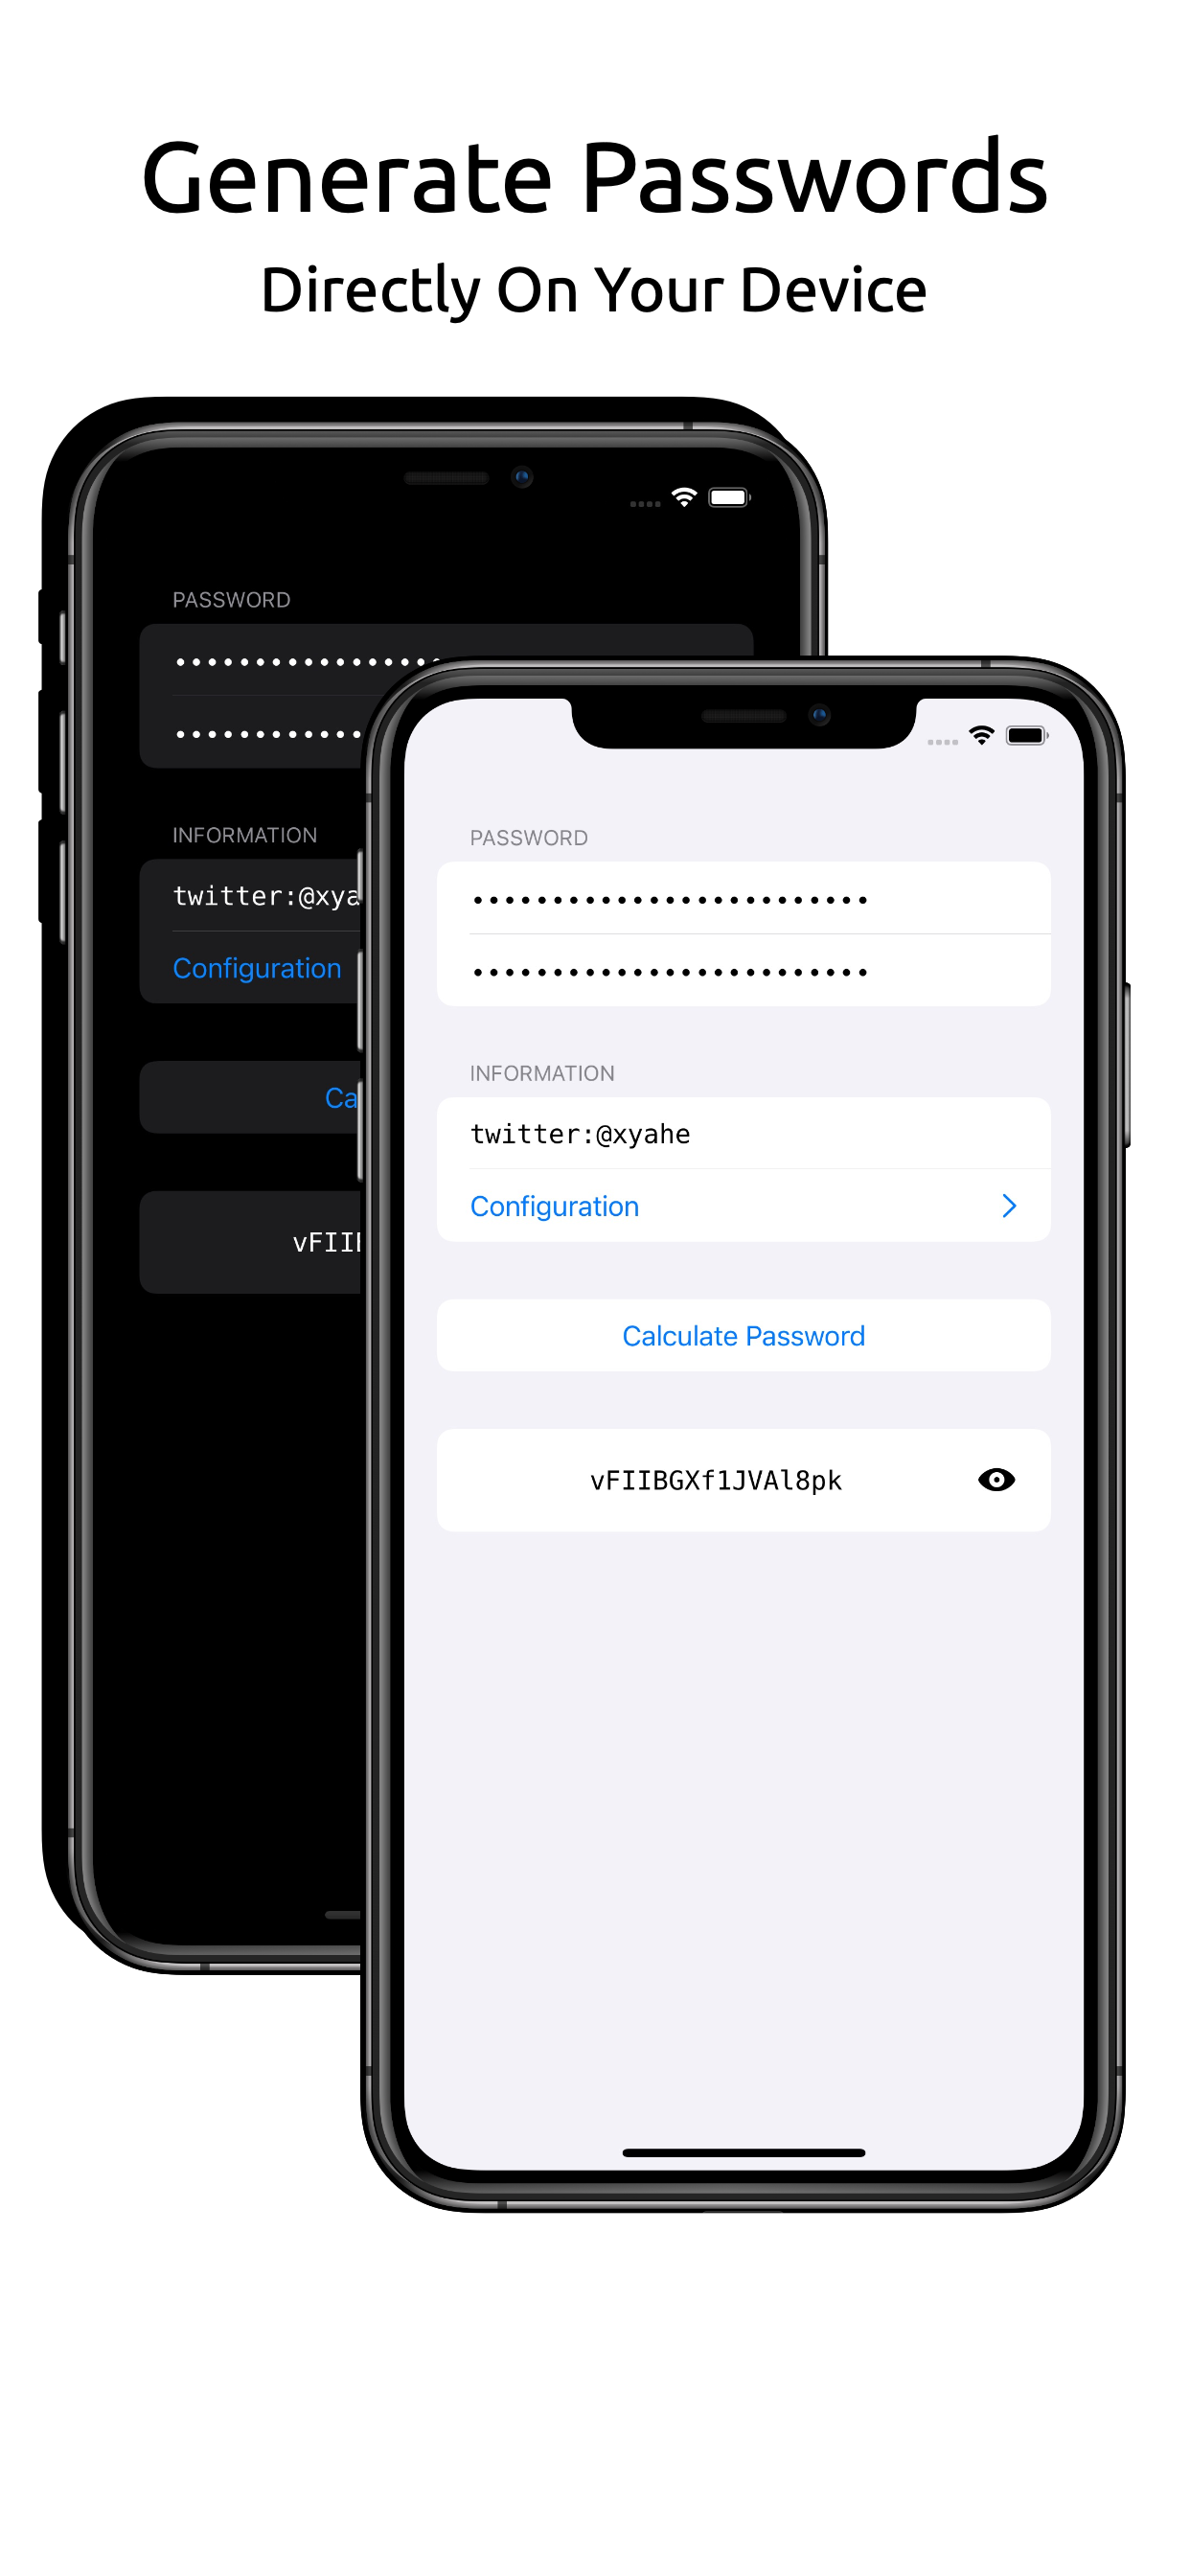 Generate Passwords
Directly On Your Device
PASSWORD
••••••••••••••••
••••••••••••
INFORMATION
twitter:@xya
Configuration
Ca
vFII
PASSWORD
•••••••••••••••••••••••••
•••••••••••••••••••••••••
INFORMATION
twitter:@xyahe
Configuration
Calculate Password
vFIIBGXf1JVAl8pk